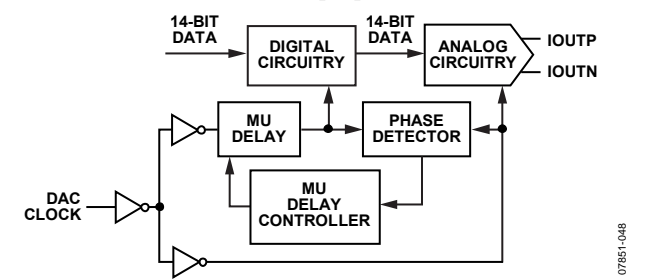 14-BIT
DATA
DIGITAL
CIRCUITRY
14-BIT
DATA
ANALOG
CIRCUITRY
IOUTP
IOUTN
MU
DELAY
PHASE
DETECTOR
MU
DELAY
CONTROLLER
DAC
CLOCK
07851-048